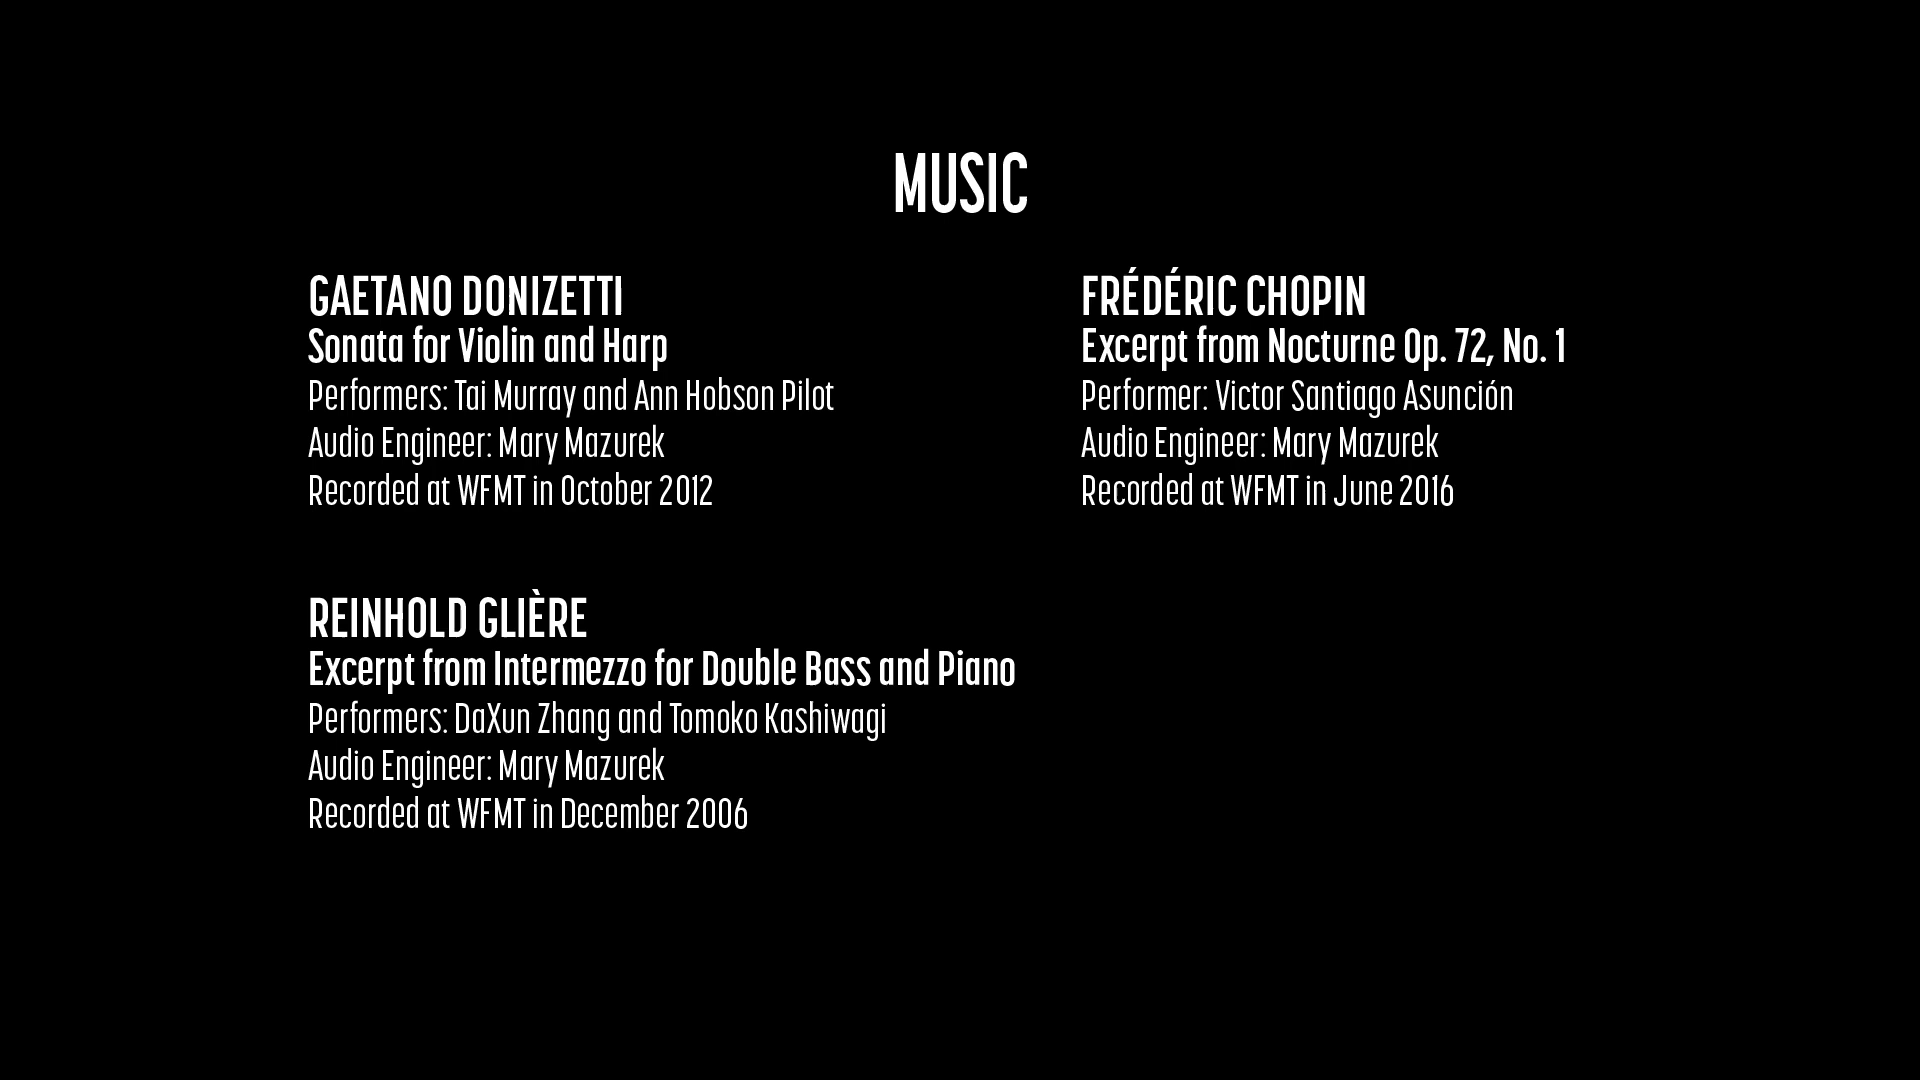 MUSIC
GAETANO DONIZETTI
Sonata for Violin and Harp
Performers: Tai Murray and Ann Hobson Pilot
Audio Engineer: Mary Mazurek
Recorded at WFMT in October 2012
FRÉDÉRIC CHOPIN
Excerpt from Nocturne Op. 72, No. 1
Performer: Victor Santiago Asunción
Audio Engineer: Mary Mazurek
Recorded at WFMT in June 2016
REINHOLD GLIÈRE
Excerpt from Intermezzo for Double Bass and Piano
Performers: DaXun Zhang and Tomoko Kashiwagi
Audio Engineer: Mary Mazurek
Recorded at WFMT in December 2006